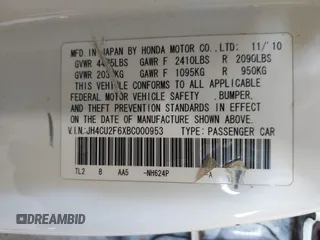 MFD. IN JAPAN BY HONDA MOTOR CO., LTD: 11/'10
GVWR 4475LBS GAWR F 2410LBS R 2090LBS
GVWR 2030KG GAWR F 1095KG R 950KG
THIS VEHICLE CONFORMS TO ALL APPLICABLE
FEDERAL MOTOR VEHICLE SAFETY , BUMPER AND
THEFT PREVENTION STANDARDS IN EFFECT ON THE
DATE OF MANUFACTURE SHOWN ABOVE.
V.I.N.:JH4CU2F6XBC000953 TYPE: PASSENGER CAR
TL2 B AA5 -NH624P A
DREAMBID